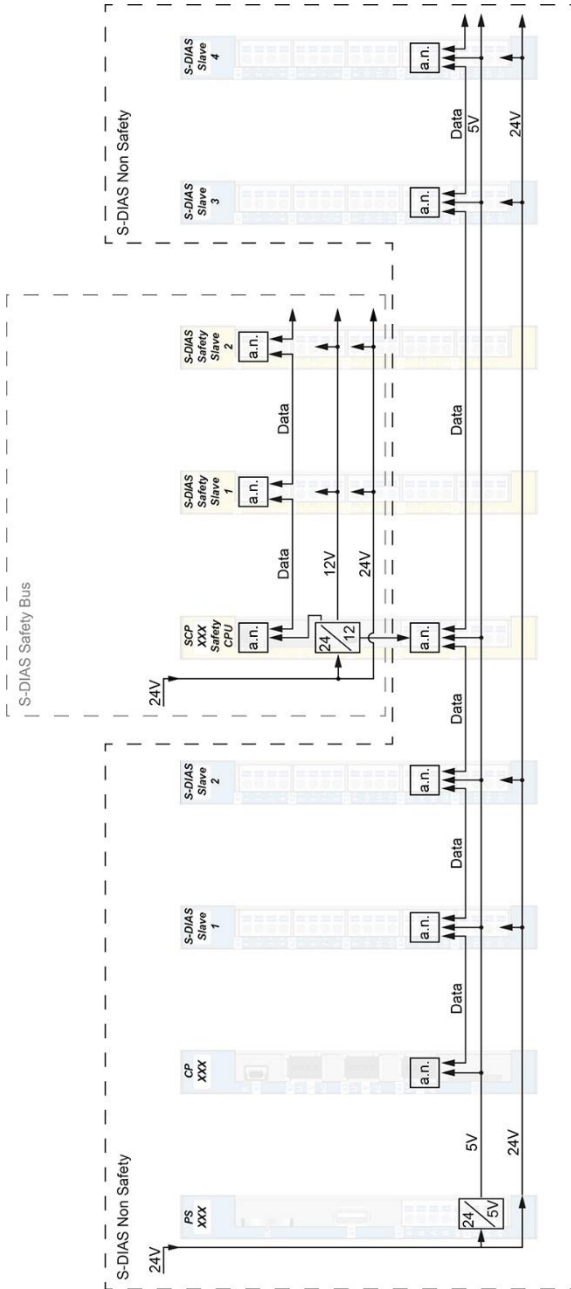 S-DIAS Safety Bus
S-DIAS Non Safety
S-DIAS Non Safety
24V
24V
PS
XXX
CP
XXX
S-DIAS
Slave
1
S-DIAS
Slave
2
SCP
XXX
Safety
CPU
S-DIAS
Safety
Slave
1
S-DIAS
Safety
Slave
2
S-DIAS
Slave
3
S-DIAS
Slave
4
a.n.
a.n.
a.n.
Data
Data
24
12
12V
24V
a.n.
a.n.
a.n.
a.n.
a.n.
a.n.
Data
Data
Data
Data
Data
24
5V
5V
5V
24V
24V